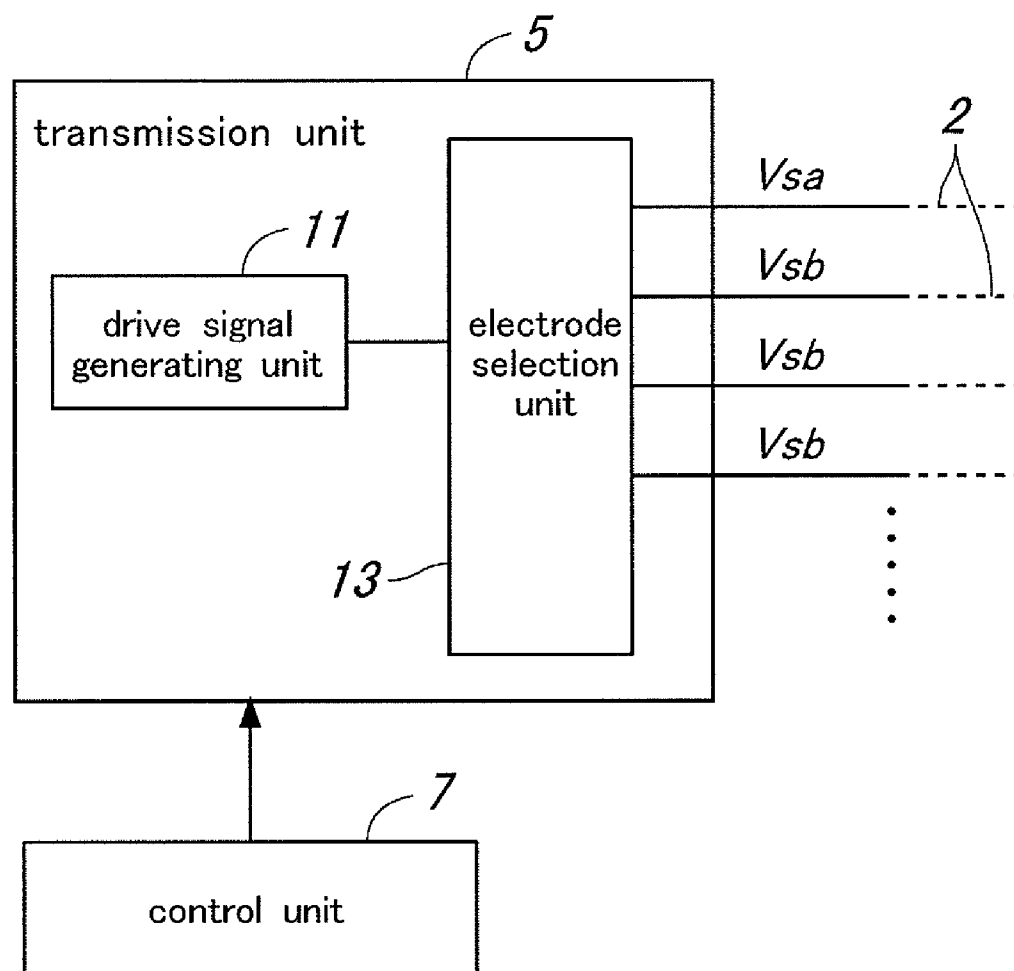 5
transmission unit
2
Vsa
11
Vsb
drive signal
generating unit
electrode
selection
unit
Vsb
Vsb
13
7
control unit